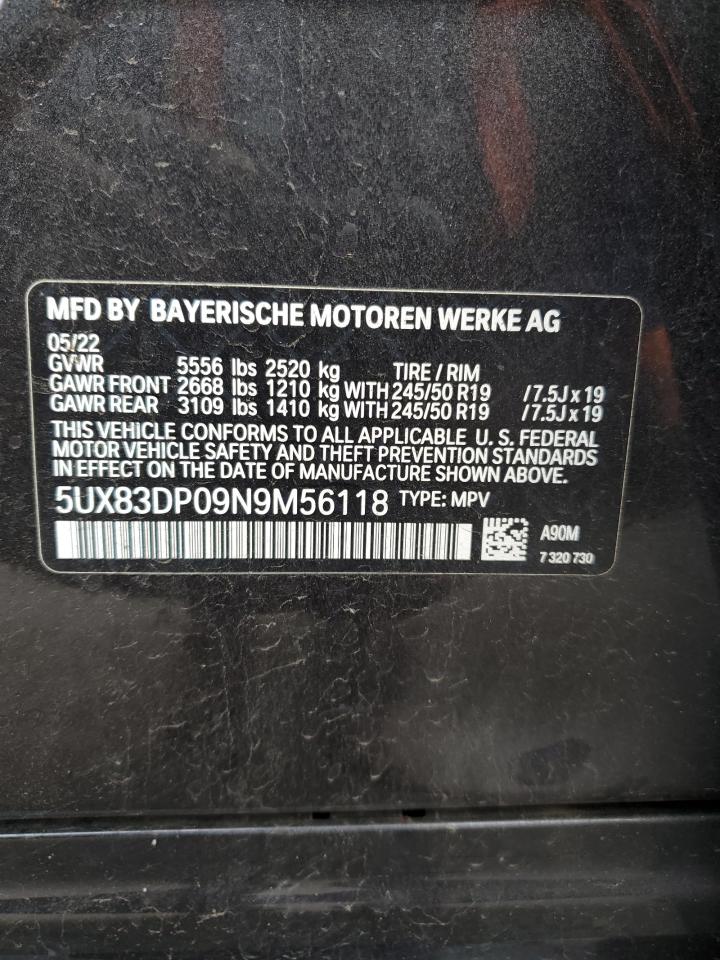 MFD BY BAYERISCHE MOTOREN WERKE AG
05/22
GVWR 5556 lbs 2520 kg TIRE / RIM
GAWR FRONT 2668 lbs 1210 kg WITH 245/50 R19 /7.5J x 19
GAWR REAR 3109 lbs 1410 kg WITH 245/50 R19 /7.5J x 19
THIS VEHICLE CONFORMS TO ALL APPLICABLE U. S. FEDERAL
MOTOR VEHICLE SAFETY AND THEFT PREVENTION STANDARDS
IN EFFECT ON THE DATE OF MANUFACTURE SHOWN ABOVE.
5UX83DP09N9M56118 TYPE: MPV
A90M
7 320 730